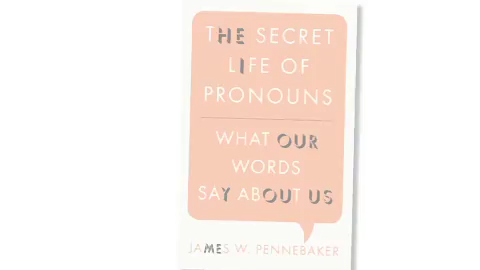 THE SECRET
LIFE OF
PRONOUNS
WHAT OUR
WORDS
SAY ABOUT US
JAMES W. PENNEBAKER